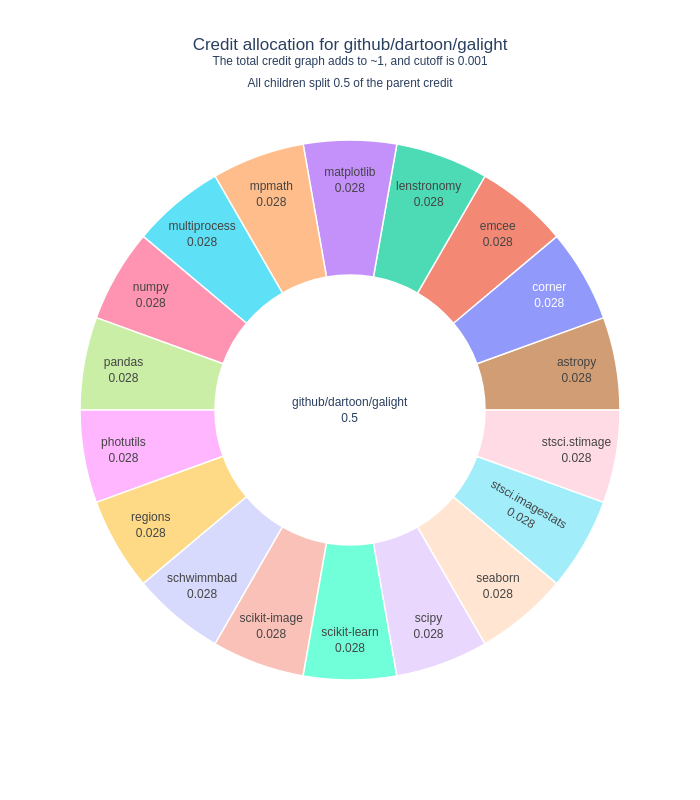 Credit allocation for github/dartoon/galight
The total credit graph adds to ~1, and cutoff is 0.001
All children split 0.5 of the parent credit
matplotlib
0.028
lenstronomy
0.028
emcee
0.028
corner
0.028
astropy
0.028
stsci.stimage
0.028
stsci.imagestats
0.028
seaborn
0.028
scipy
0.028
scikit-learn
0.028
scikit-image
0.028
schwimmbad
0.028
regions
0.028
photutils
0.028
pandas
0.028
numpy
0.028
multiprocess
0.028
mpmath
0.028
github/dartoon/galight
0.5